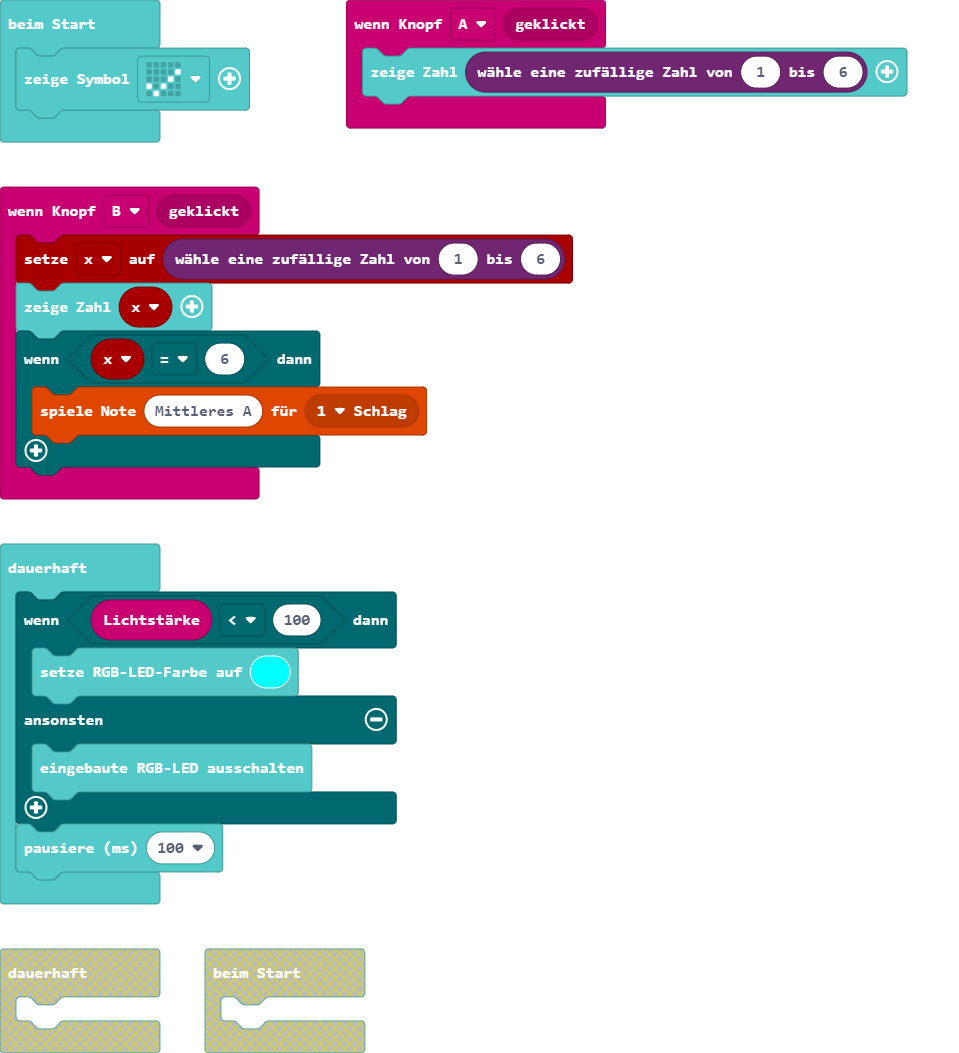 beim Start
zeige Symbol
wenn Knopf A geklickt
zeige Zahl wähle eine zufällige Zahl von 1 bis 6
wenn Knopf B geklickt
setze x auf wähle eine zufällige Zahl von 1 bis 6
zeige Zahl x
wenn x = 6 dann
spiele Note Mittleres A für 1 Schlag
dauerhaft
wenn Lichtstärke < 100 dann
setze RGB-LED-Farbe auf
ansonsten
eingebaute RGB-LED ausschalten
pausiere (ms) 100
dauerhaft
beim Start